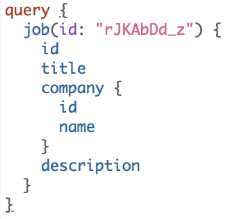 query {
  job(id: "rJKAbDd_z") {
    id
    title
    company {
      id
      name
    }
    description
  }
}